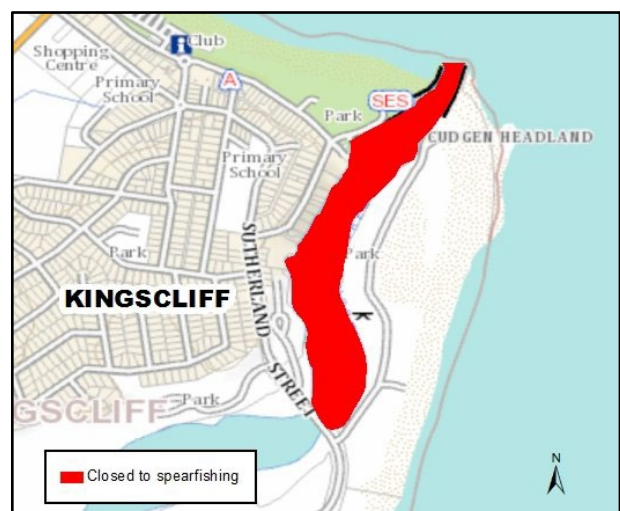 Club
Shopping
Centre
Primary
School
A
SES
Park
CUDGEN HEADLAND
Primary
School
Park
SUTHERLAND
STREET
Park
KINGSCLIFF
K
Park
GSCLIFF
Closed to spearfishing
N